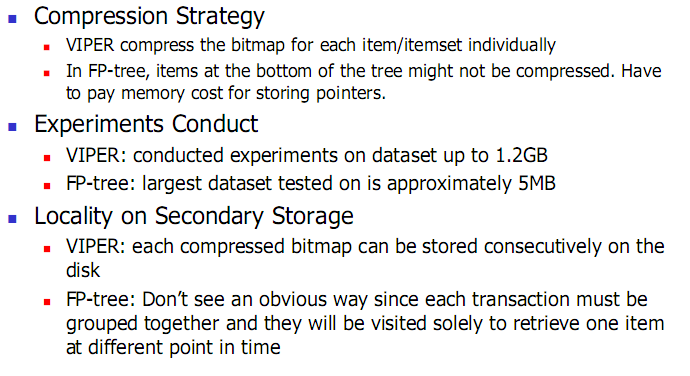 Compression Strategy
VIPER compress the bitmap for each item/itemset individually
In FP-tree, items at the bottom of the tree might not be compressed. Have
to pay memory cost for storing pointers.
Experiments Conduct
VIPER: conducted experiments on dataset up to 1.2GB
FP-tree: largest dataset tested on is approximately 5MB
Locality on Secondary Storage
VIPER: each compressed bitmap can be stored consecutively on the
disk
FP-tree: Don't see an obvious way since each transaction must be
grouped together and they will be visited solely to retrieve one item
at different point in time